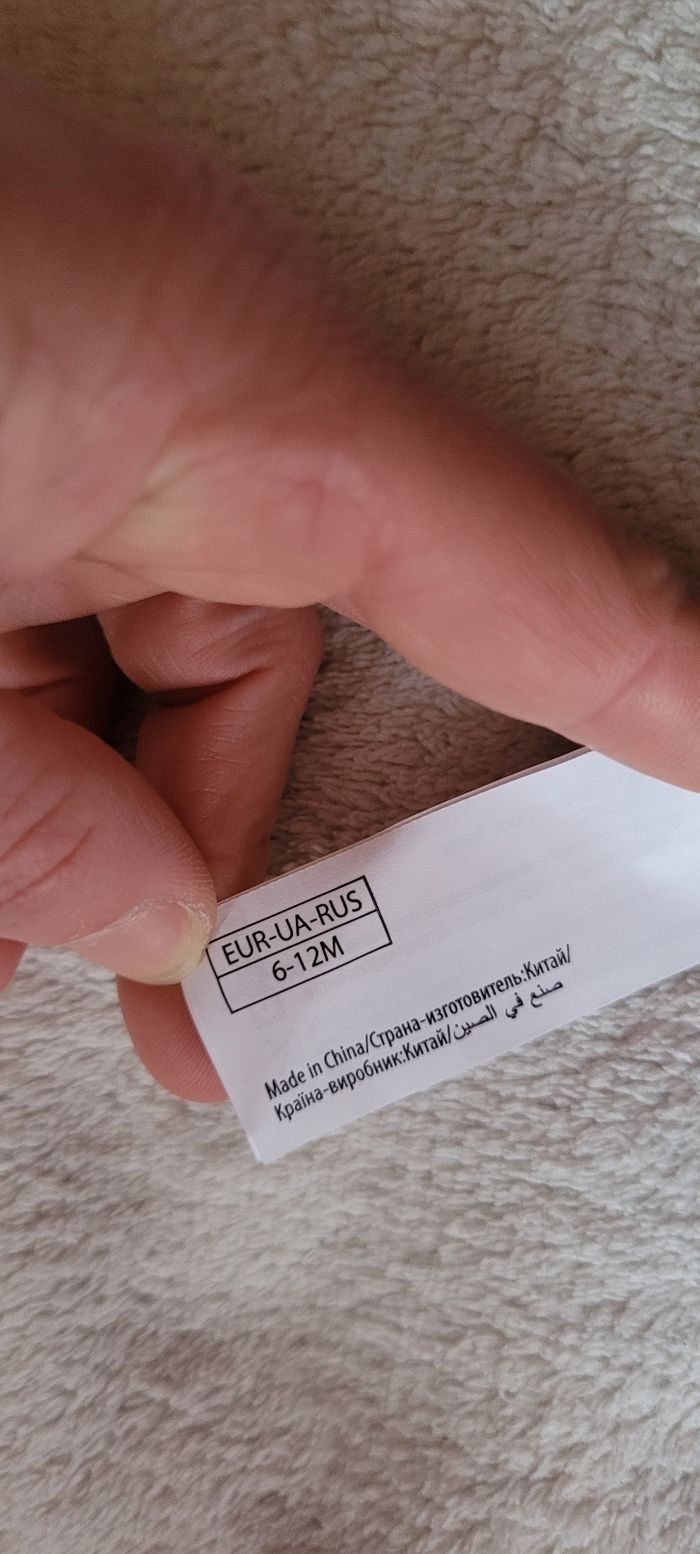 EUR-UA-RUS
6-12M
Made in China/Страна-изготовитель:Китай/
Країна-виробник:Китай/صنع في الصين